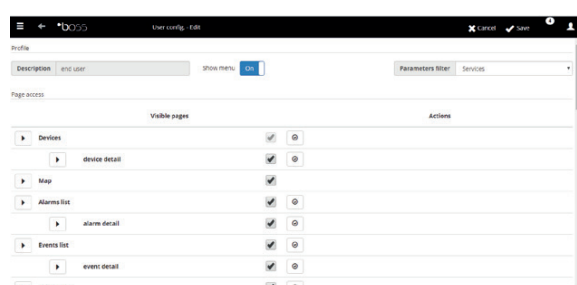 boss User config. - Edit Cancel Save 4
Profile
Description end user Show menu On Parameters filter Services
Page access
Visible pages Actions
Devices
device detail
Map
Alarms list
alarm detail
Events list
event detail